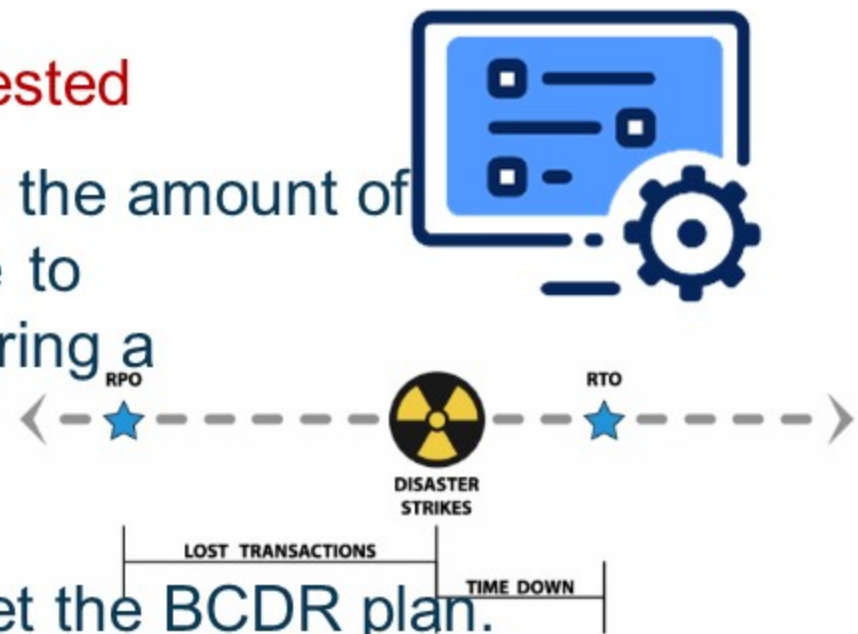 ested
the amount of
e to
ring a
RPO
RTO
DISASTER
STRIKES
LOST TRANSACTIONS
TIME DOWN
et the BCDR plan.